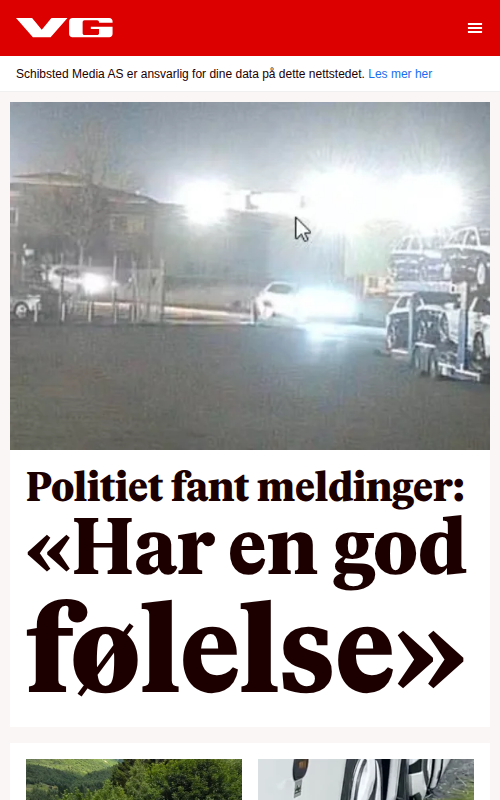 VG
Schibsted Media AS er ansvarlig for dine data på dette nettstedet. Les mer her
Politiet fant meldinger:
«Har en god
følelse»